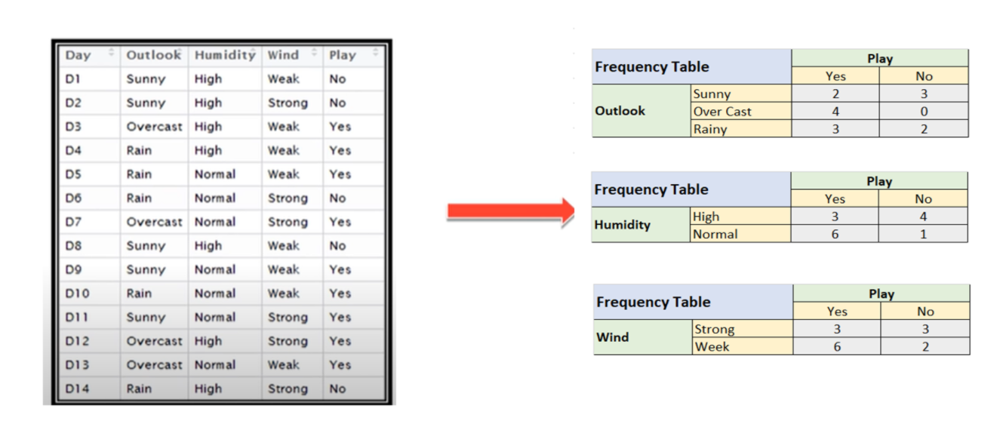 Day Outlook Humidity Wind Play
D1 Sunny High Weak No
D2 Sunny High Strong No
D3 Overcast High Weak Yes
D4 Rain High Weak Yes
D5 Rain Normal Weak Yes
D6 Rain Normal Strong No
D7 Overcast Normal Strong Yes
D8 Sunny High Weak No
D9 Sunny Normal Weak Yes
D10 Rain Normal Weak Yes
D11 Sunny Normal Strong Yes
D12 Overcast High Strong Yes
D13 Overcast Normal Weak Yes
D14 Rain High Strong No
Frequency Table Play
Yes No
Outlook Sunny 2 3
Over Cast 4 0
Rainy 3 2
Frequency Table Play
Yes No
Humidity High 3 4
Normal 6 1
Frequency Table Play
Yes No
Wind Strong 3 3
Week 6 2